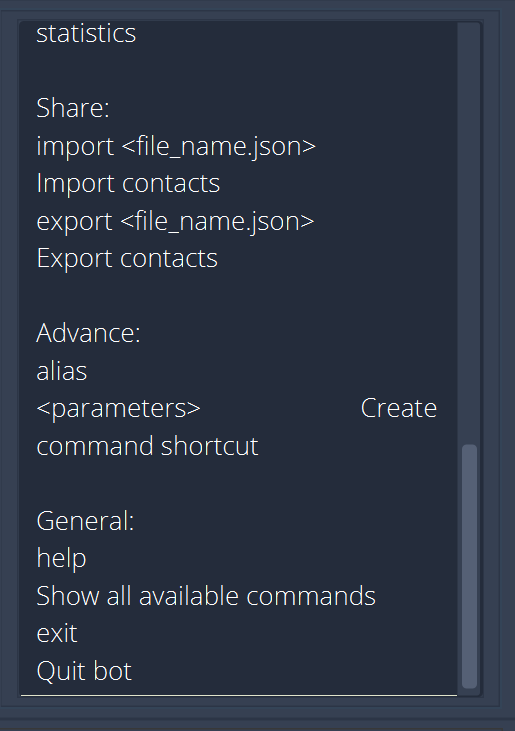 statistics
Share:
import <file_name.json>
Import contacts
export <file_name.json>
Export contacts
Advance:
alias
<parameters> Create
command shortcut
General:
help
Show all available commands
exit
Quit bot